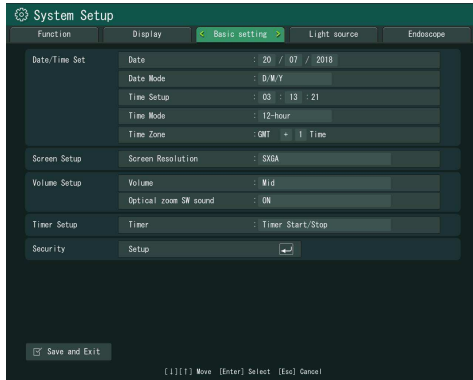 System Setup
Function Display < Basic setting > Light source Endoscope
Date/Time Set Date : 20 / 07 / 2018
Date Mode : D/M/Y
Time Setup : 03 : 13 :21
Time Mode : 12-hour
Time Zone :GMT + 1 Time
Screen Setup Screen Resolution : SXGA
Volume Setup Volume : Mid
Optical zoom SW sound : ON
Timer Setup Timer : Timer Start/Stop
Security Setup
Save and Exit
[↓][↑] Move [Enter] Select [Esc] Cancel